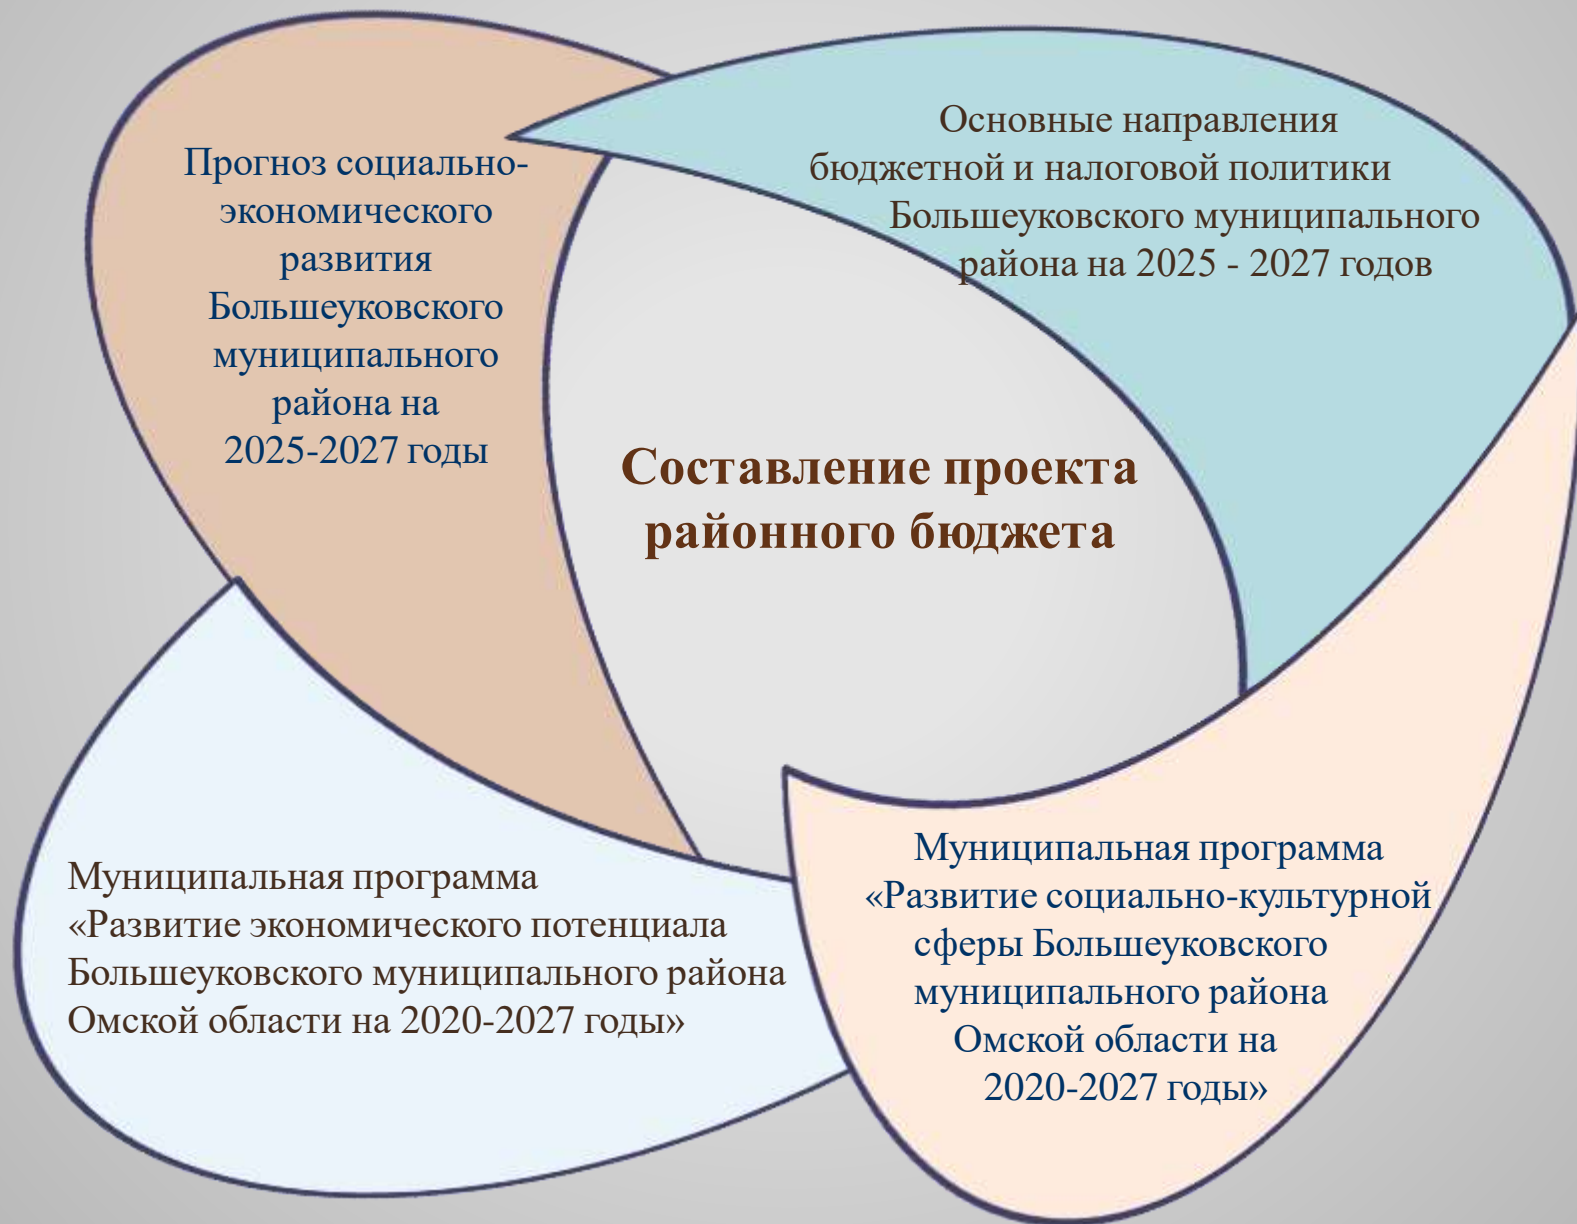 Прогноз социально-
экономического
развития
Большеуковского
муниципального
района на
2025-2027 годы
Основные направления
бюджетной и налоговой политики
Большеуковского муниципального
района на 2025 - 2027 годов
Составление проекта
районного бюджета
Муниципальная программа
«Развитие экономического потенциала
Большеуковского муниципального района
Омской области на 2020-2027 годы»
Муниципальная программа
«Развитие социально-культурной
сферы Большеуковского
муниципального района
Омской области на
2020-2027 годы»